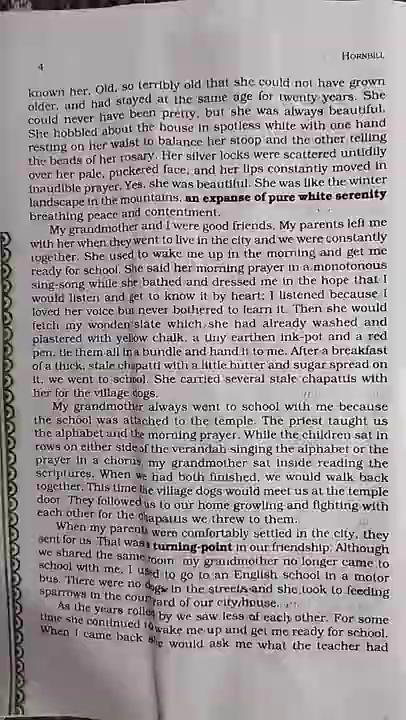 4
HORNBILL
known her. Old, so terribly old that she could not have grown
older, and had stayed at the same age for twenty years. She
could never have been pretty, but she was always beautiful.
She hobbled about the house in spotless white with one hand
resting on her waist to balance her stoop and the other telling
the beads of her rosary. Her silver locks were scattered untidily
over her pale, puckered face, and her lips constantly moved in
inaudible prayer. Yes, she was beautiful. She was like the winter
landscape in the mountains, an expanse of pure white serenity
breathing peace and contentment.
My grandmother and I were good friends. My parents left me
with her when they went to live in the city and we were constantly
together. She used to wake me up in the morning and get me
ready for school. She said her morning prayer in a monotonous
sing-song while she bathed and dressed me in the hope that I
would listen and get to know it by heart; I listened because I
loved her voice but never bothered to learn it. Then she would
fetch my wooden slate which she had already washed and
plastered with yellow chalk, a tiny earthen ink-pot and a red
pen, tie them all in a bundle and hand it to me. After a breakfast
of a thick, stale chapatti with a little butter and sugar spread on
it, we went to school. She carried several stale chapattis with
her for the village dogs.
My grandmother always went to school with me because
the school was attached to the temple. The priest taught us
the alphabet and the morning prayer. While the children sat in
rows on either side of the verandah singing the alphabet or the
prayer in a chorus, my grandmother sat inside reading the
scriptures. When we had both finished, we would walk back
together. This time the village dogs would meet us at the temple
door. They followed us to our home growling and fighting with
each other for the chapattis we threw to them.
When my parents were comfortably settled in the city, they
sent for us. That was a turning-point in our friendship. Although
we shared the same room my grandmother no longer came to
school with me. I used to go to an English school in a motor
bus. There were no dogs in the streets and she took to feeding
sparrows in the courtyard of our city house.
As the years rolled by we saw less of each other. For some
time she continued to wake me up and get me ready for school.
When I came back she would ask me what the teacher had